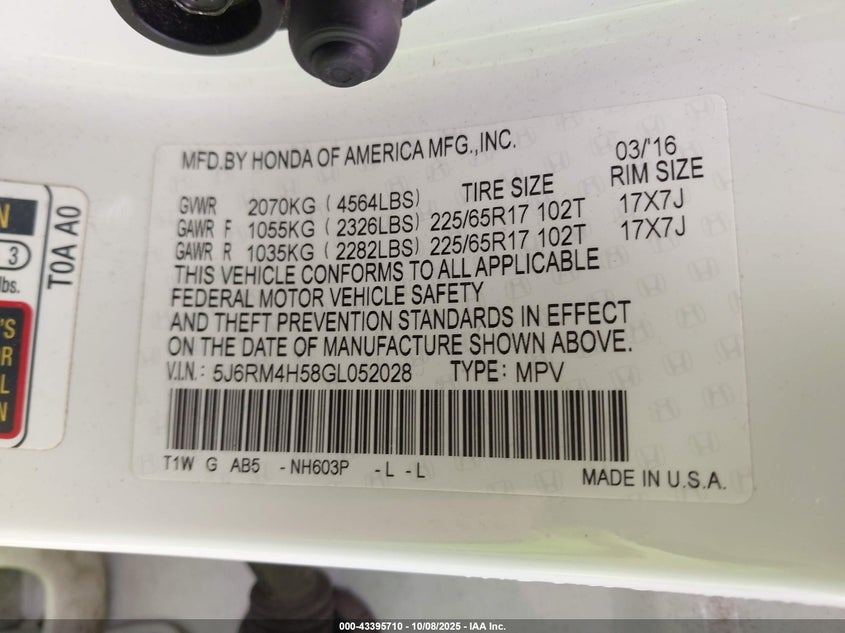 MFD.BY HONDA OF AMERICA MFG.,INC. 03/'16
TIRE SIZE RIM SIZE
GVWR 2070KG ( 4564LBS)
GAWR F 1055KG ( 2326LBS) 225/65R17 102T 17X7J
GAWR R 1035KG ( 2282LBS) 225/65R17 102T 17X7J
THIS VEHICLE CONFORMS TO ALL APPLICABLE
FEDERAL MOTOR VEHICLE SAFETY
AND THEFT PREVENTION STANDARDS IN EFFECT
ON THE DATE OF MANUFACTURE SHOWN ABOVE.
V.I.N.: 5J6RM4H58GL052028 TYPE: MPV
T1W G AB5 -NH603P -L -L
MADE IN U.S.A.
T0A A0
N
3
lbs.
'S
OR
L
N
000-43395710 - 10/08/2025 - IAA Inc.